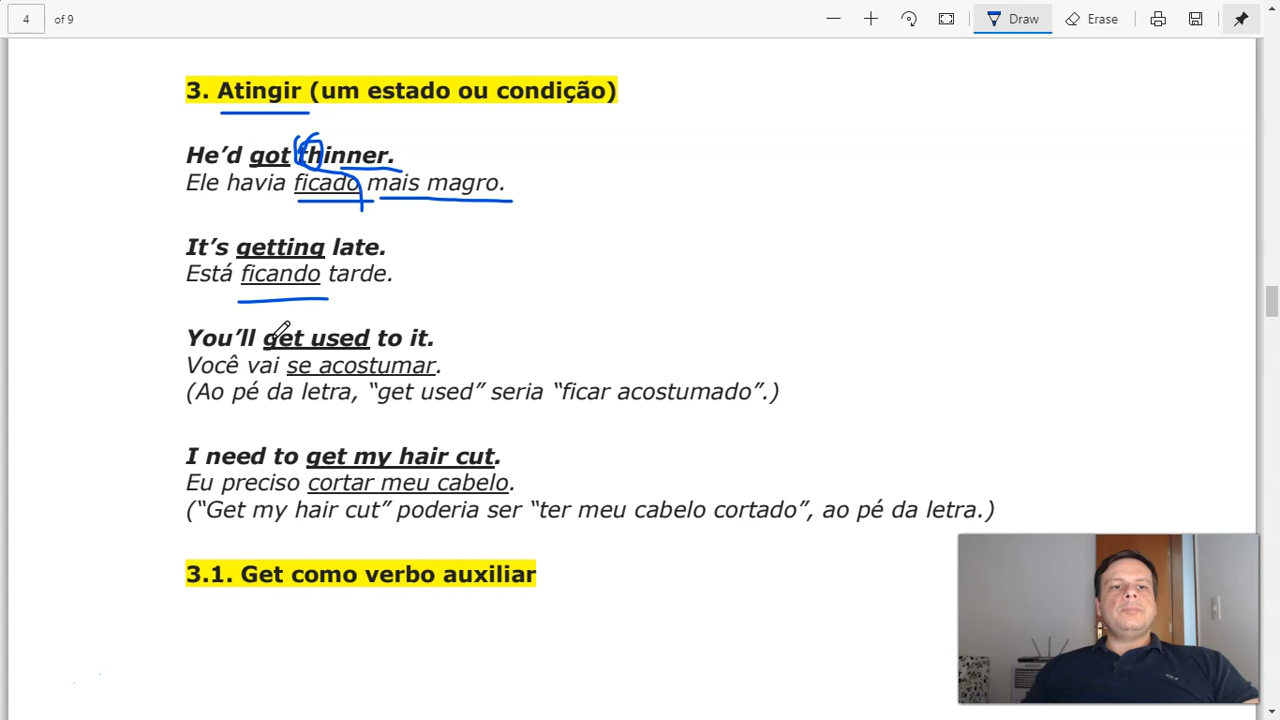 4 of 9
Draw
Erase
3. Atingir (um estado ou condição)
He’d got thinner.
Ele havia ficado mais magro.
It’s getting late.
Está ficando tarde.
You’ll get used to it.
Você vai se acostumar.
(Ao pé da letra, “get used” seria “ficar acostumado”.)
I need to get my hair cut.
Eu preciso cortar meu cabelo.
(“Get my hair cut” poderia ser “ter meu cabelo cortado”, ao pé da letra.)
3.1. Get como verbo auxiliar